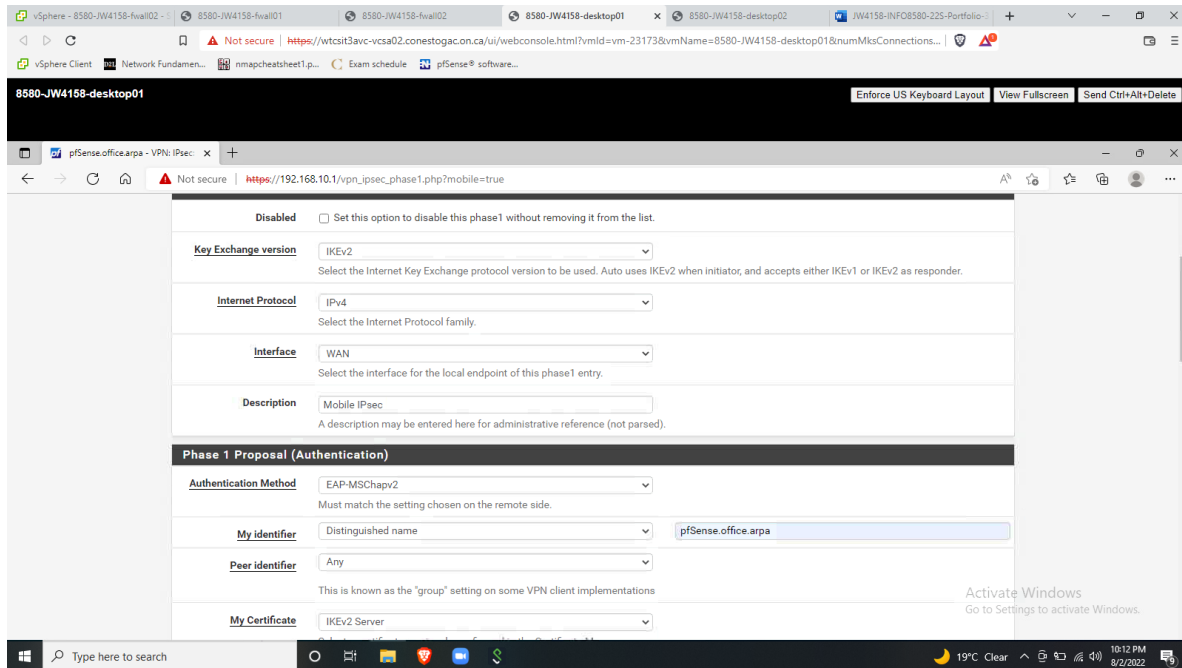 vSphere - 8580-JW4158-fwall02 - S
8580-JW4158-fwall01
8580-JW4158-fwall02
8580-JW4158-desktop01
8580-JW4158-desktop02
JW4158-INFO8580-22S-Portfolio-
Not secure
https://wtcsit3avc-vcsa02.conestogac.on.ca/ui/webconsole.html?vmId=vm-23173&vmName=8580-JW4158-desktop01&numMksConnections...
vSphere Client
D2L
Network Fundamen...
nmapcheatsheet1.p...
Exam schedule
pfSense® software...
8580-JW4158-desktop01
Enforce US Keyboard Layout
View Fullscreen
Send Ctrl+Alt+Delete
pf
pfSense.office.arpa - VPN: IPsec:
Not secure
https://192.168.10.1/vpn_ipsec_phase1.php?mobile=true
Disabled
Set this option to disable this phase1 without removing it from the list.
Key Exchange version
IKEv2
Select the Internet Key Exchange protocol version to be used. Auto uses IKEv2 when initiator, and accepts either IKEv1 or IKEv2 as responder.
Internet Protocol
IPv4
Select the Internet Protocol family.
Interface
WAN
Select the interface for the local endpoint of this phase1 entry.
Description
Mobile IPsec
A description may be entered here for administrative reference (not parsed).
Phase 1 Proposal (Authentication)
Authentication Method
EAP-MSChapv2
Must match the setting chosen on the remote side.
My identifier
Distinguished name
pfSense.office.arpa
Peer identifier
Any
This is known as the "group" setting on some VPN client implementations
My Certificate
IKEv2 Server
Activate Windows
Go to Settings to activate Windows.
Type here to search
19°C Clear
10:12 PM
8/2/2022